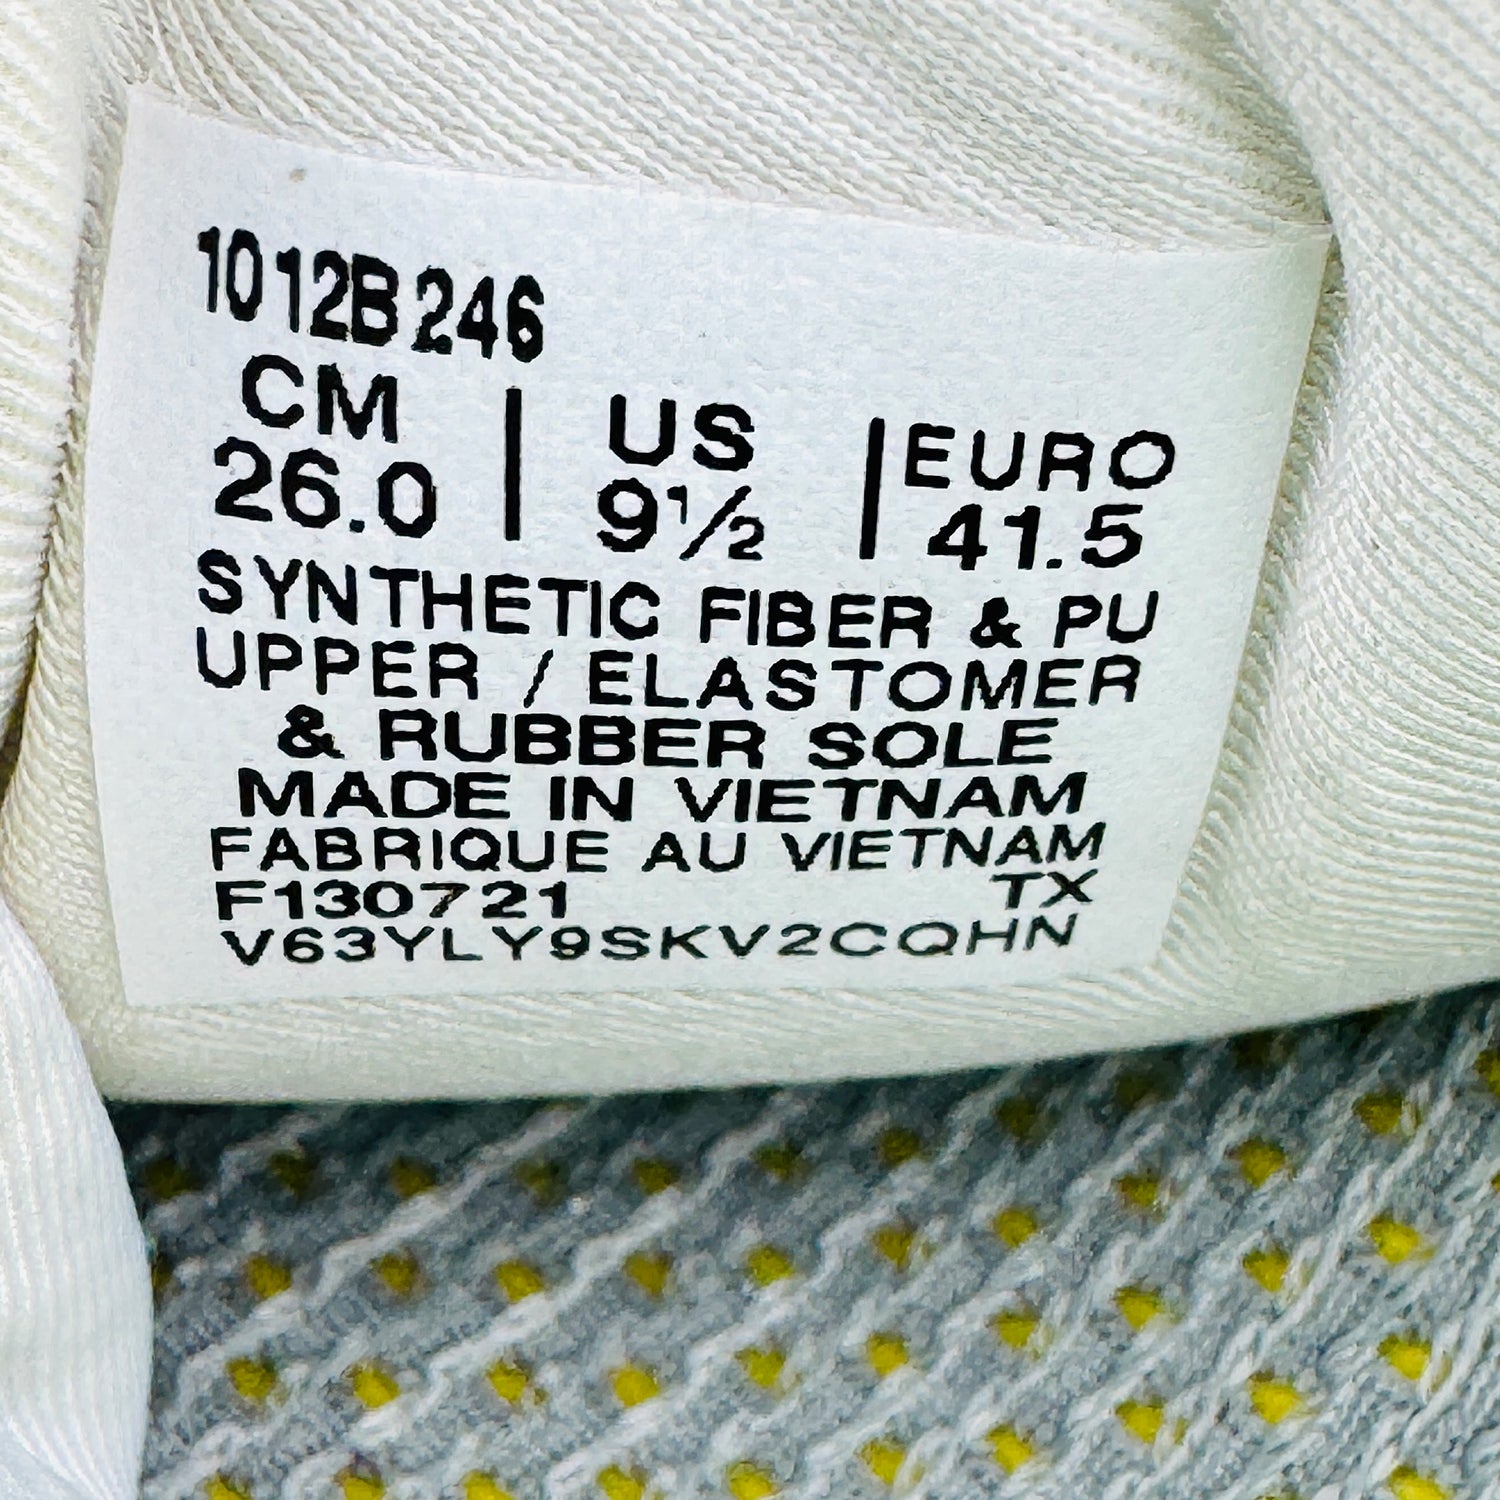 1012B246
CM | US | EURO
26.0 | 9½ | 41.5
SYNTHETIC FIBER & PU
UPPER / ELASTOMER
& RUBBER SOLE
MADE IN VIETNAM
FABRIQUE AU VIETNAM
F130721 TX
V63YLY9SKV2CQHN